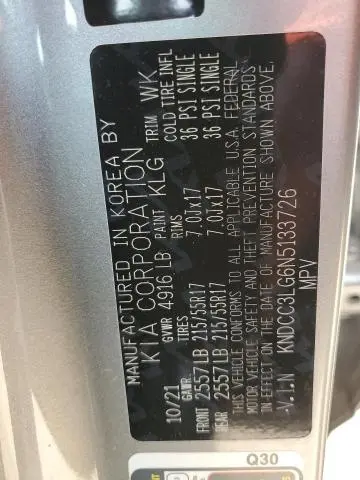 MANUFACTURED IN KOREA BY
KIA CORPORATION
GVWR 4916 LB PAINT KLG TRIM WK
10/21 GAWR TIRES RIMS COLD TIRE INFL
FRONT 2557 LB 215/55R17 7.0Jx17 36 PSI SINGLE
REAR 2557 LB 215/55R17 7.0Jx17 36 PSI SINGLE
THIS VEHICLE CONFORMS TO ALL APPLICABLE U.S.A. FEDERAL
MOTOR VEHICLE SAFETY AND THEFT PREVENTION STANDARDS
IN EFFECT ON THE DATE OF MANUFACTURE SHOWN ABOVE.
V.I.N KNDCC3LG6N5133726
MPV
Q30